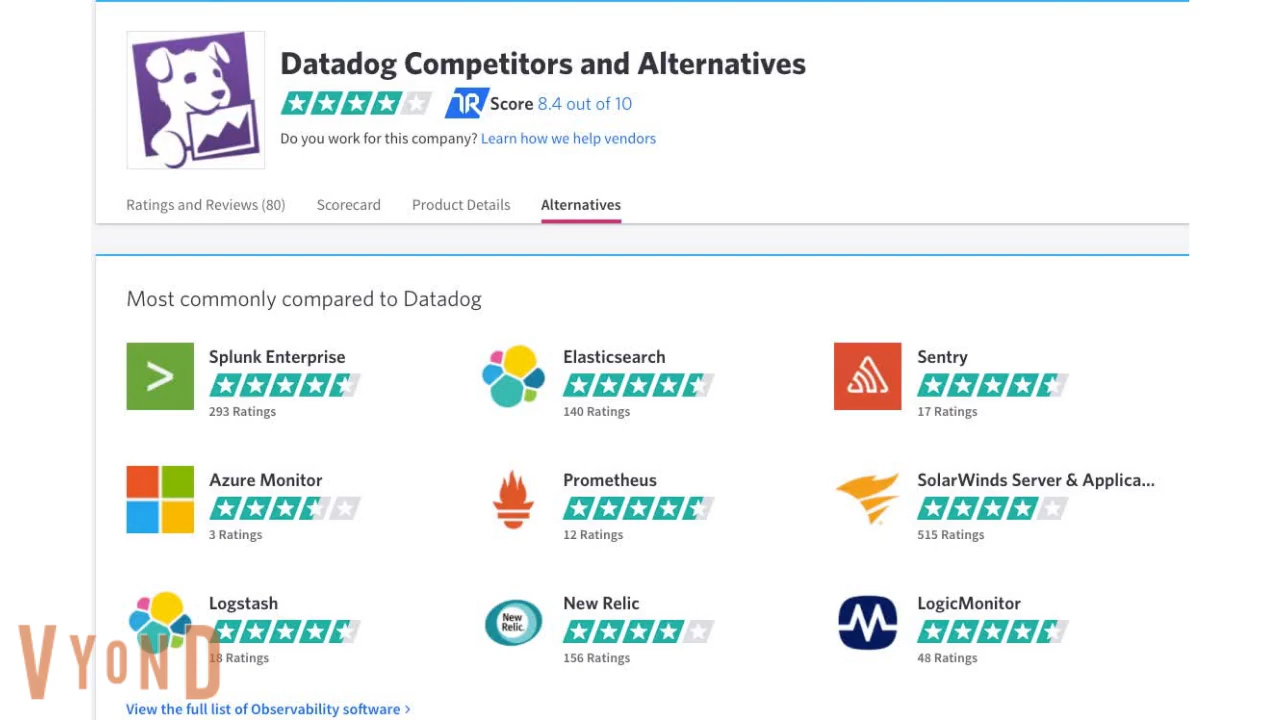 Datadog Competitors and Alternatives
TR Score 8.4 out of 10
Do you work for this company? Learn how we help vendors
Ratings and Reviews (80) Scorecard Product Details Alternatives
Most commonly compared to Datadog
Splunk Enterprise
293 Ratings
Elasticsearch
140 Ratings
Sentry
17 Ratings
Azure Monitor
3 Ratings
Prometheus
12 Ratings
SolarWinds Server & Applica...
515 Ratings
Logstash
18 Ratings
New Relic
New Relic
156 Ratings
LogicMonitor
48 Ratings
VYOND
View the full list of Observability software >